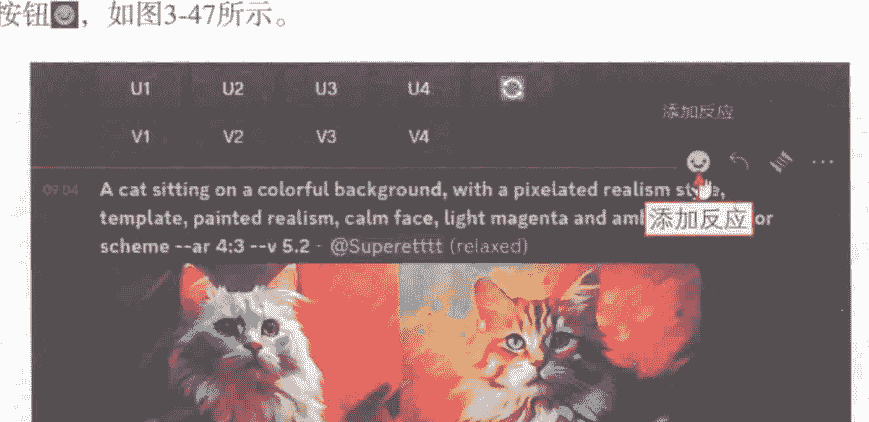 按钮，如图3-47所示。
U1 U2 U3 U4
添加反应
V1 V2 V3 V4
09:04 A cat sitting on a colorful background, with a pixelated realism
template, painted realism, calm face, light magenta and 添加反应 or
scheme --ar 4:3 --v 5.2 - @Superetttt (relaxed)